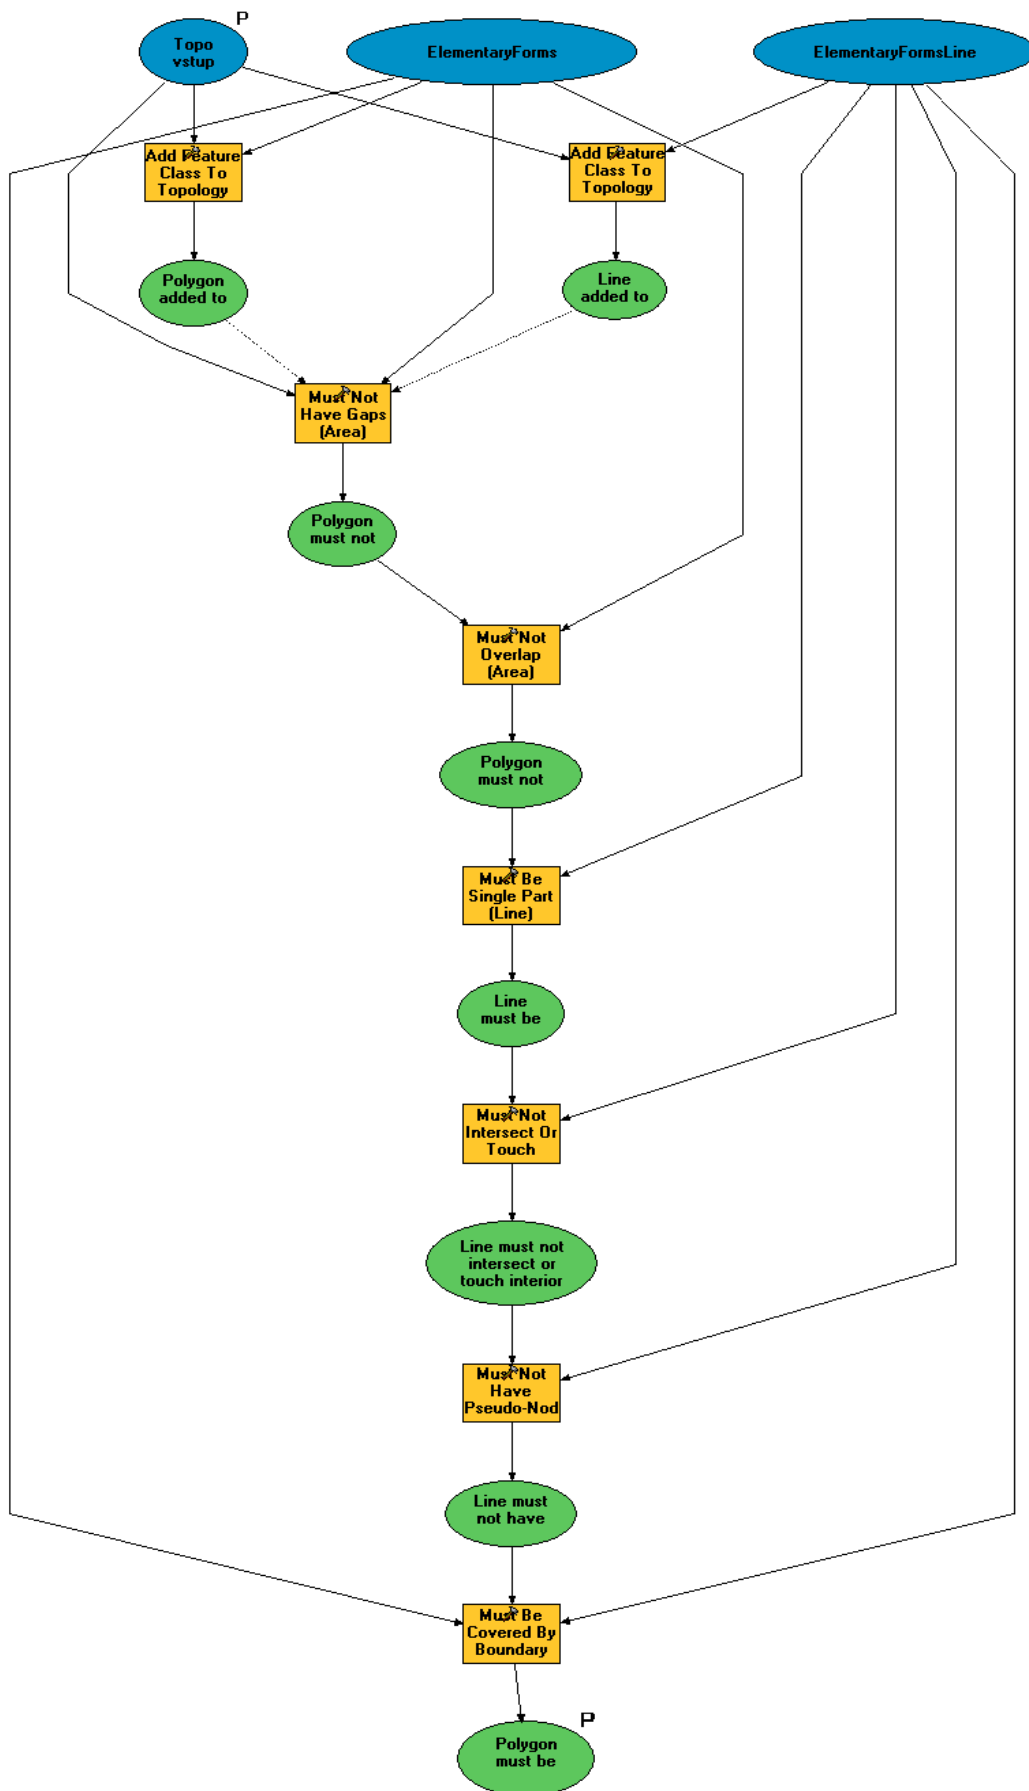 P
Topo
vstup
ElementaryForms
ElementaryFormsLine
Add Feature
Class To
Topology
Add Feature
Class To
Topology
Polygon
added to
Line
added to
Must Not
Have Gaps
(Area)
Polygon
must not
Must Not
Overlap
(Area)
Polygon
must not
Must Be
Single Part
(Line)
Line
must be
Must Not
Intersect Or
Touch
Line must not
intersect or
touch interior
Must Not
Have
Pseudo-Nod
Line must
not have
Must Be
Covered By
Boundary
P
Polygon
must be